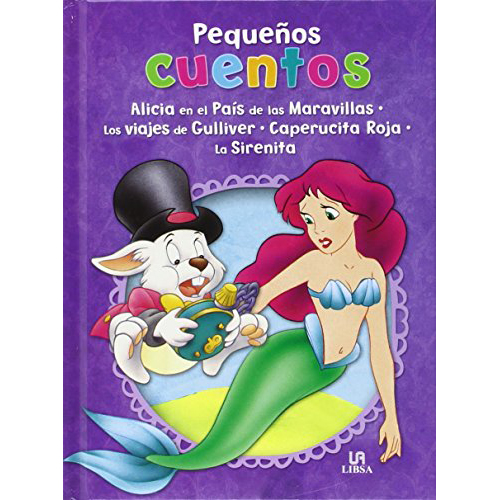 Pequeños
cuentos
Alicia en el País de las Maravillas •
Los viajes de Gulliver • Caperucita Roja •
La Sirenita
LA
LIBSA